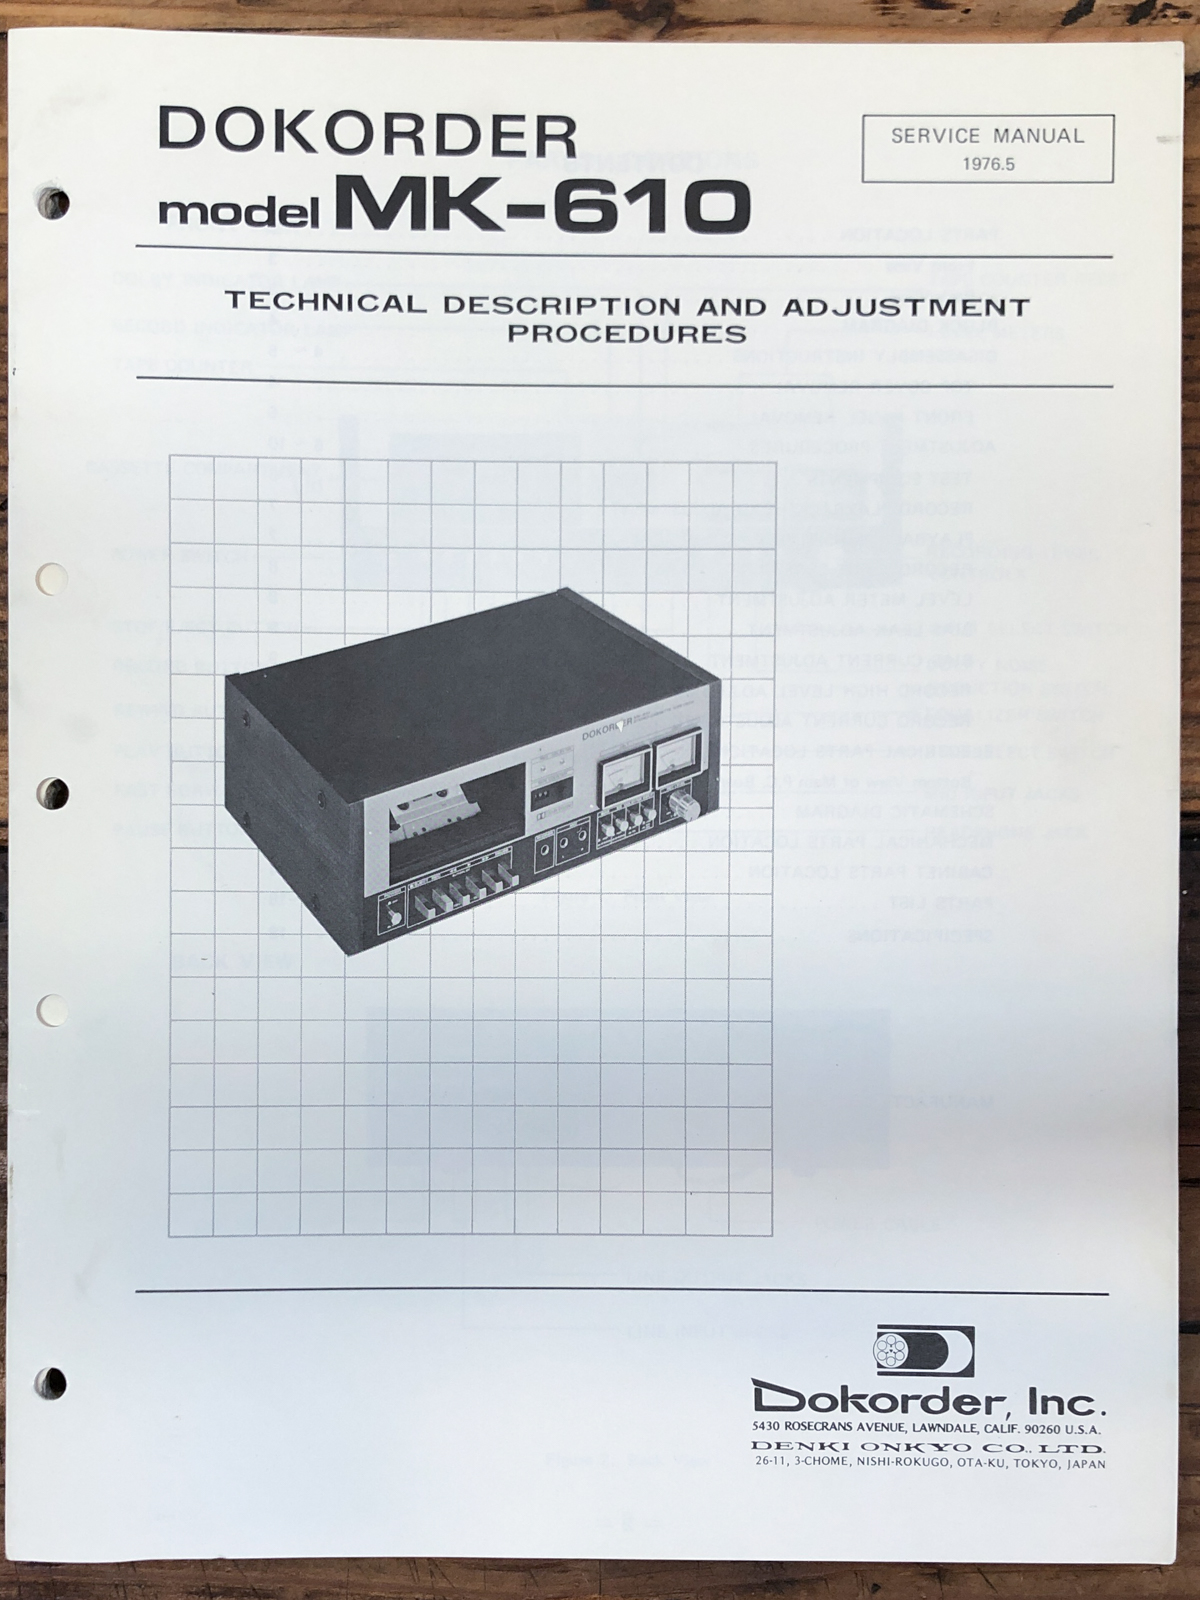 DOKORDER
model MK-610
SERVICE MANUAL
1976.5
TECHNICAL DESCRIPTION AND ADJUSTMENT
PROCEDURES
DOKORDER
Dokorder, Inc.
5430 ROSECRANS AVENUE, LAWNDALE, CALIF. 90260 U.S.A.
DENKI ONKYO CO., LTD.
26-11, 3-CHOME, NISHI-ROKUGO, OTA-KU, TOKYO, JAPAN